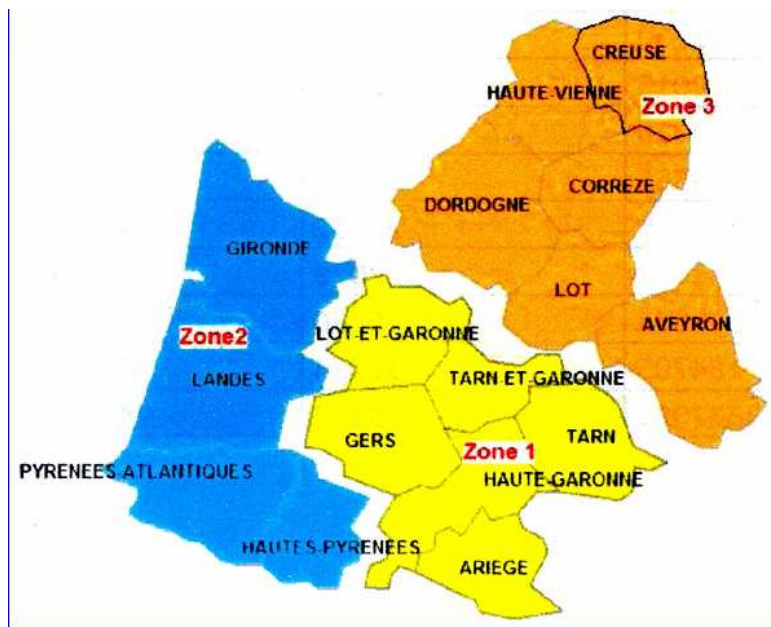 CREUSE
HAUTE-VIENNE
Zone 3
CORREZE
DORDOGNE
GIRONDE
LOT
AVEYRON
Zone2
LOT-ET-GARONNE
LANDES
TARN ET GARONNE
GERS
TARN
Zone 1
PYRENEES ATLANTIQUES
HAUTE-GARONNE
HAUTES-PYRENÉES
ARIEGE